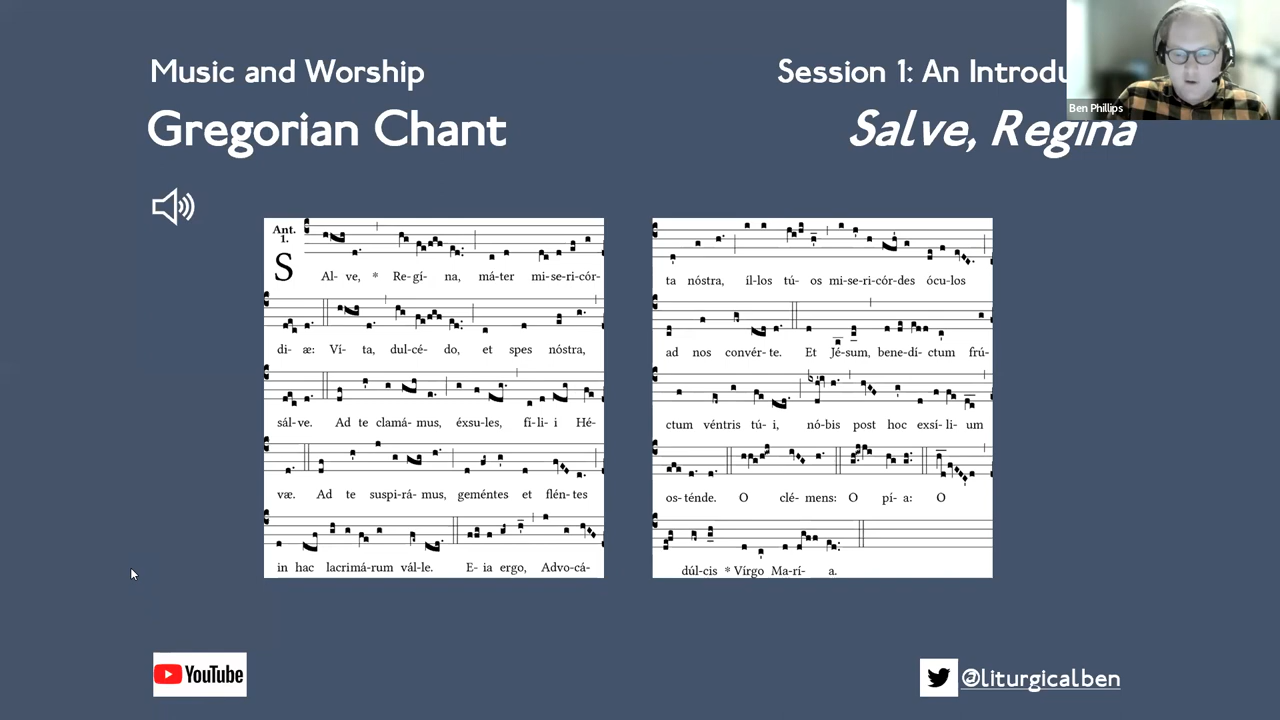 Music and Worship
Session 1: An Introdu
Ben Phillips
Gregorian Chant
Salve, Regina
Ant.
1.
S
Al- ve, * Re- gí- na, má-ter mi-se-ri-cór-
di- æ: Ví- ta, dul-cé- do, et spes nóstra,
sál-ve. Ad te clamá-mus, éxsu-les, fí-li- i Hé-
væ. Ad te suspi-rá-mus, geméntes et flén-tes
in hac lacrimá-rum vál-le. E- ia ergo, Advo-cá-
ta nóstra, íl-los tú- os mi-se-ri-cór-des ócu-los
ad nos convér-te. Et Jé-sum, bene-dí-ctum frú-
ctum véntris tú- i, nó-bis post hoc exsí-li- um
os-ténde. O clé-mens: O pí- a: O
dúl-cis * Virgo Ma-rí- a.
YouTube
@liturgicalben